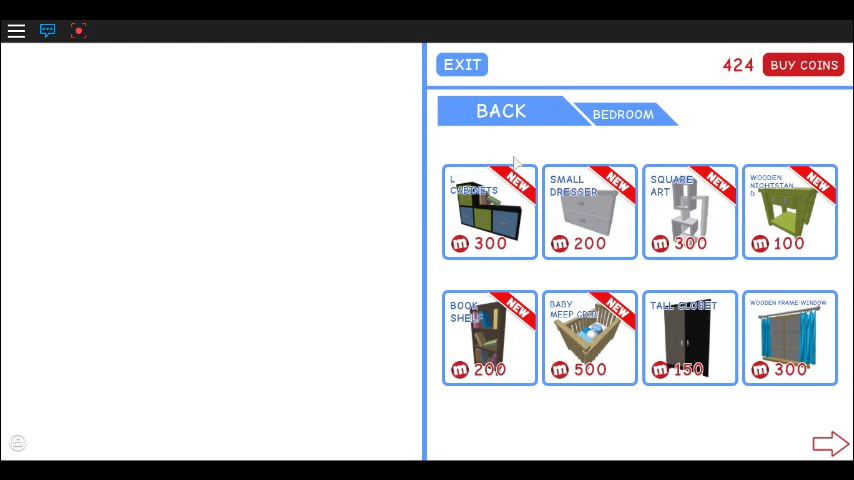 EXIT
424
BUY COINS
BACK
BEDROOM
L
CABINETS
NEW
m 300
SMALL
DRESSER
NEW
m 200
SQUARE
ART
NEW
m 300
WOODEN
NIGHTSTAN
D
NEW
m 100
BOOK
SHELF
NEW
m 200
BABY
MEEP CRIB
NEW
m 500
TALL CLOSET
m 150
WOODEN FRAME WINDOW
m 300